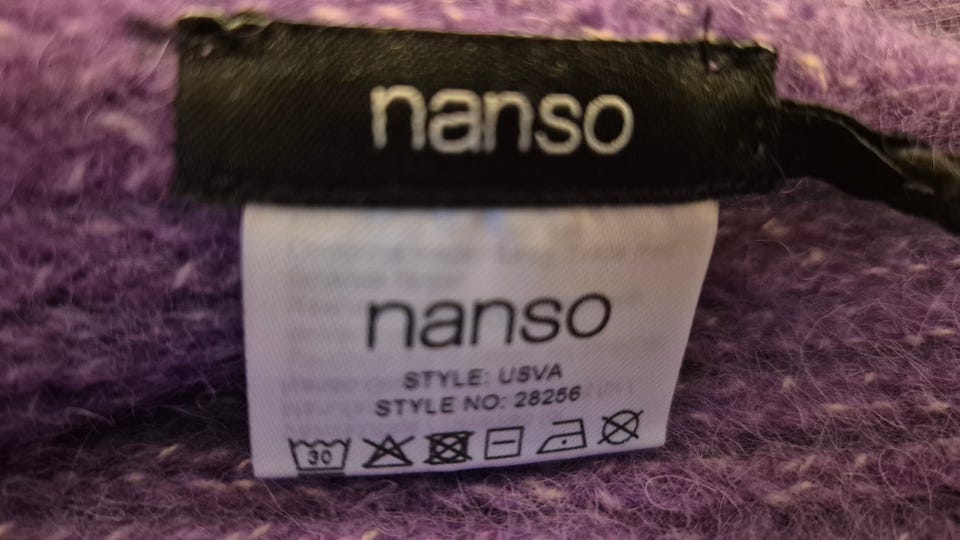 nanso
nanso
STYLE: USVA
STYLE NO: 28256
30